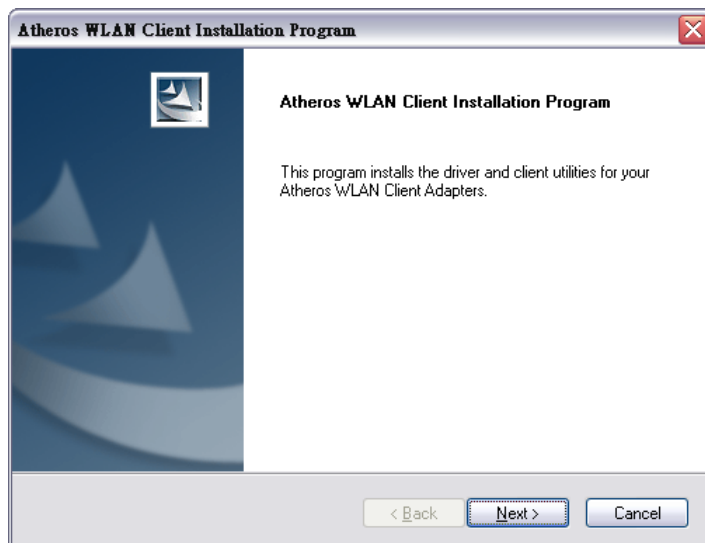 Atheros WLAN Client Installation Program
Atheros WLAN Client Installation Program
This program installs the driver and client utilities for your
Atheros WLAN Client Adapters.
< Back
Next >
Cancel